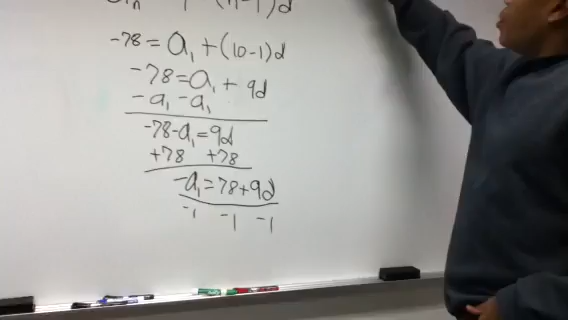 (n-1)d
-78 = a₁ + (10-1)d
-78 = a₁ + 9d
-a₁ -a₁
-78-a₁ = 9d
+78 +78
-a₁ = 78+9d
-1 -1 -1